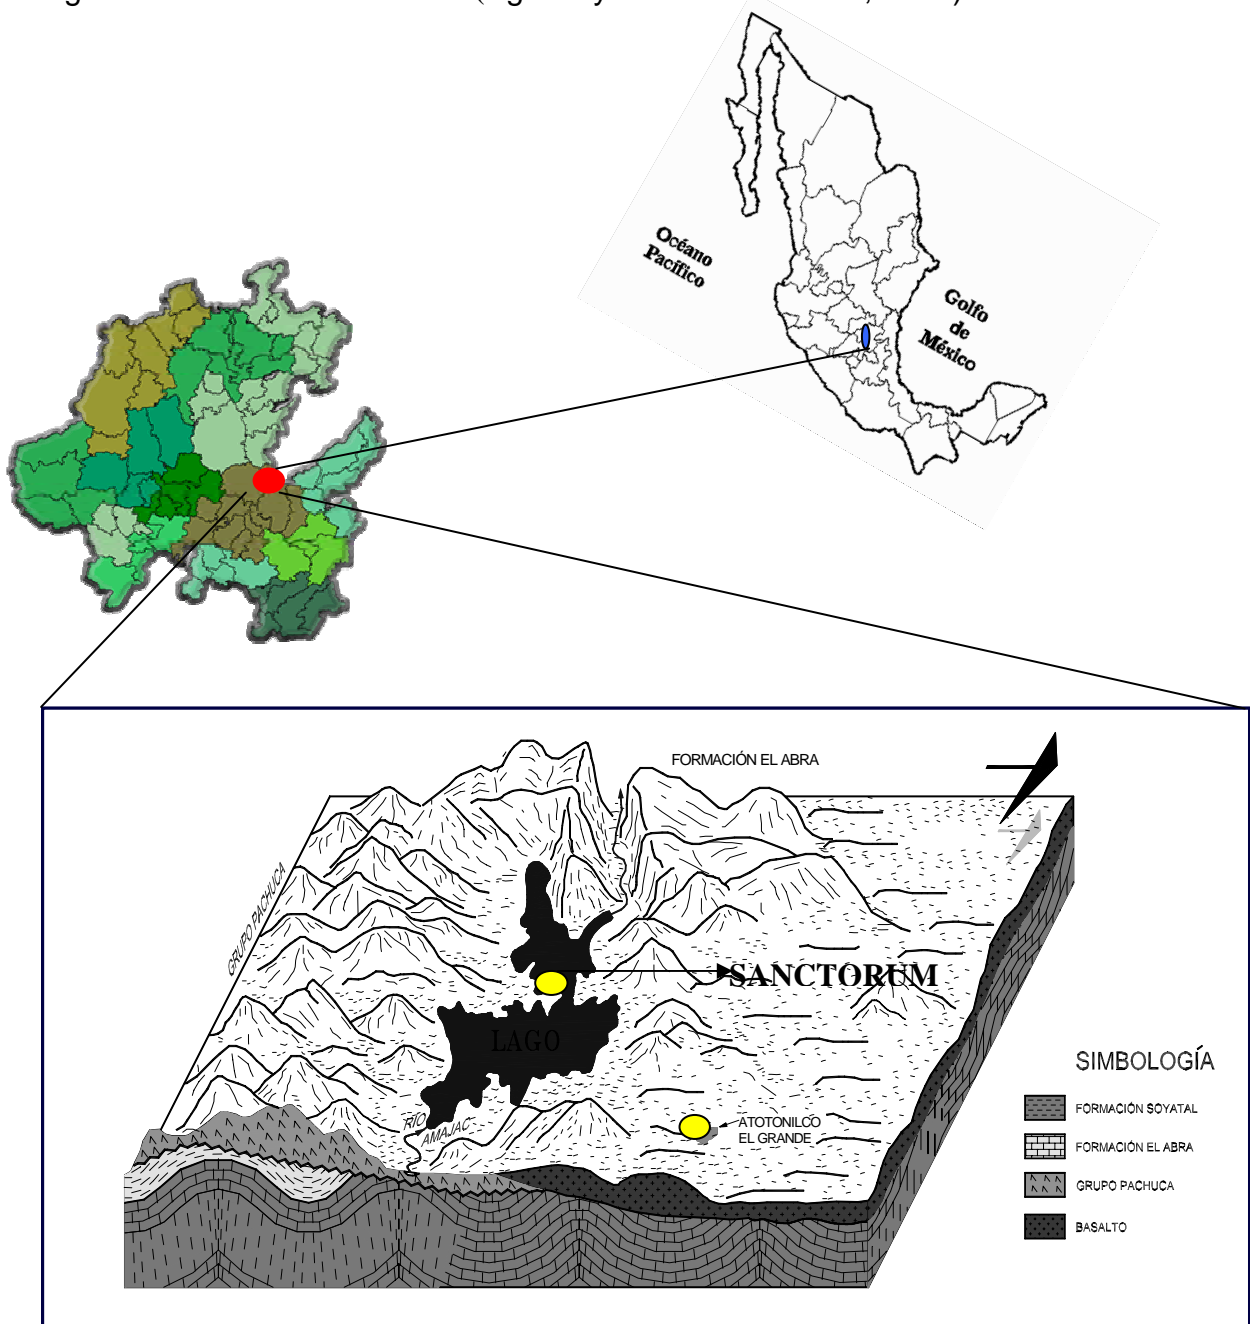 Océano
Pacífico
Golfo
de
México
FORMACIÓN EL ABRA
GRUPO PACHUCA
SANCTORUM
LAGO
RÍO
AMAJAC
ATOTONILCO
EL GRANDE
SIMBOLOGÍA
FORMACIÓN SOYATAL
FORMACIÓN EL ABRA
GRUPO PACHUCA
BASALTO